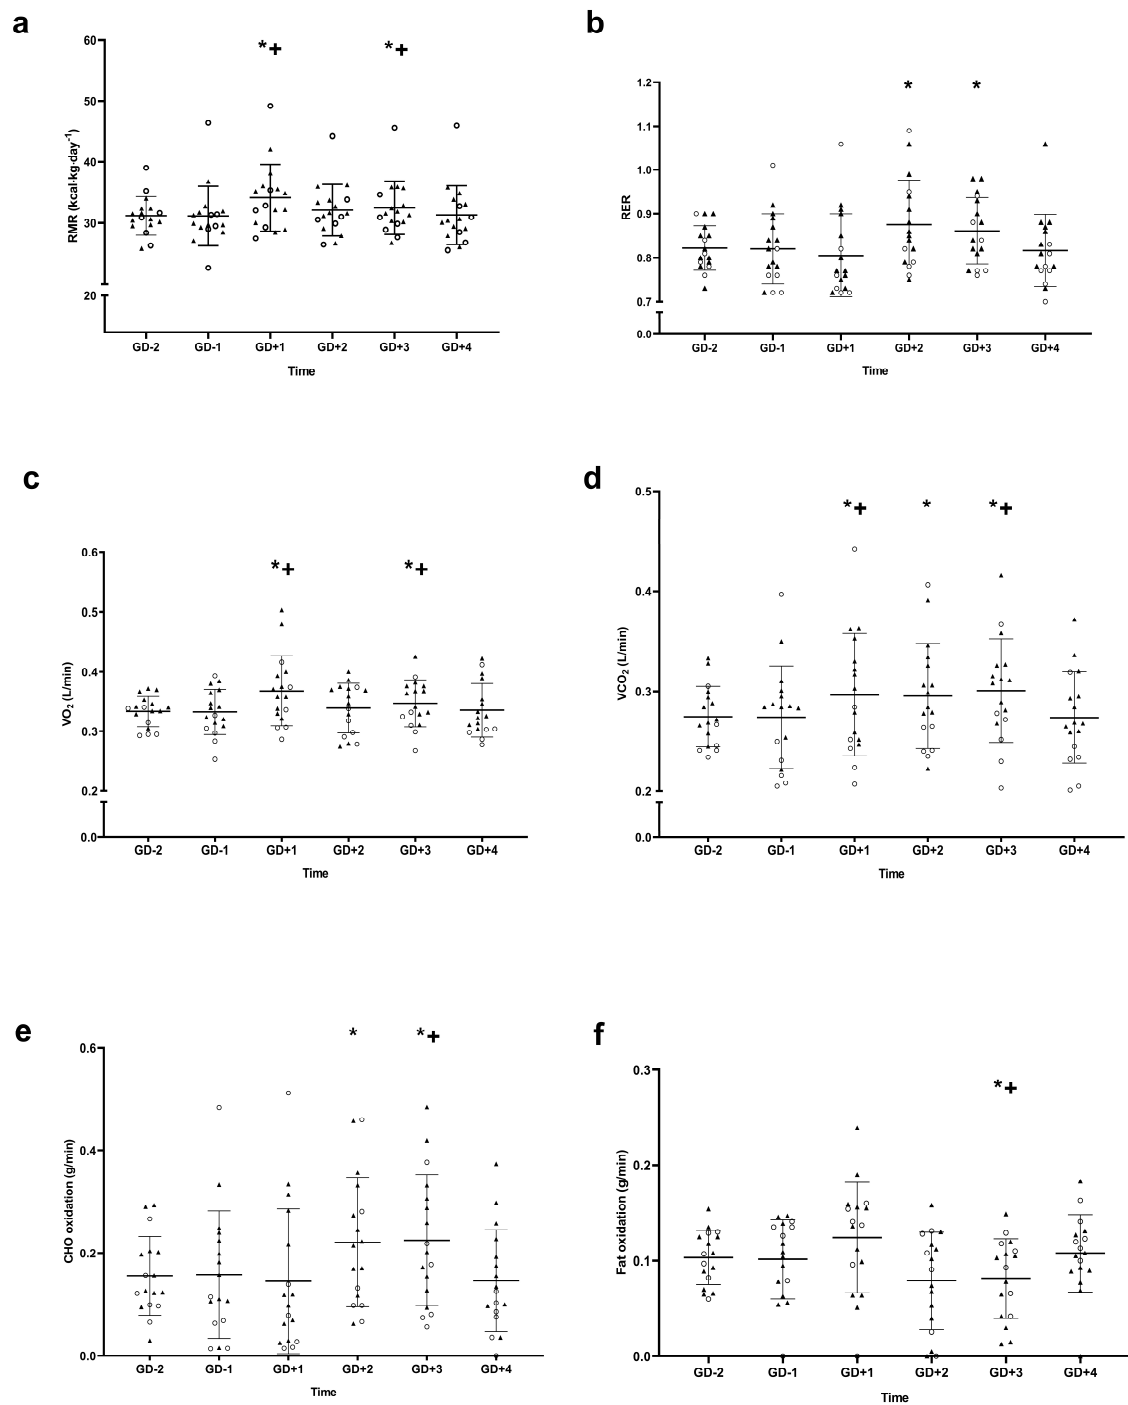 a
RMR (kcal·kg·day⁻¹)
60
50
40
30
20
*+ *+
GD-2 GD-1 GD+1 GD+2 GD+3 GD+4
Time
b
RER
1.2
1.1
1.0
0.9
0.8
0.7
0.0
* *
GD-2 GD-1 GD+1 GD+2 GD+3 GD+4
Time
c
VO₂ (L/min)
0.6
0.5
0.4
0.3
0.2
0.0
*+ *+
GD-2 GD-1 GD+1 GD+2 GD+3 GD+4
Time
d
VCO₂ (L/min)
0.5
0.4
0.3
0.2
0.0
*+ * *+
GD-2 GD-1 GD+1 GD+2 GD+3 GD+4
Time
e
CHO oxidation (g/min)
0.6
0.4
0.2
0.0
* *+
GD-2 GD-1 GD+1 GD+2 GD+3 GD+4
Time
f
Fat oxidation (g/min)
0.3
0.2
0.1
0.0
*+
GD-2 GD-1 GD+1 GD+2 GD+3 GD+4
Time